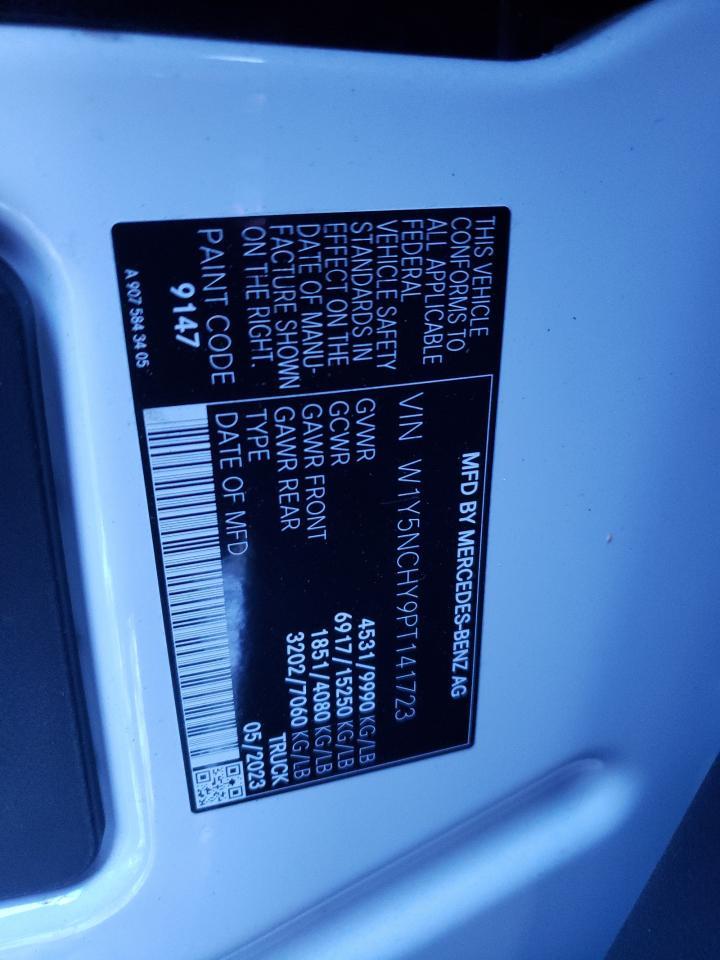 MFD BY MERCEDES-BENZ AG
THIS VEHICLE
CONFORMS TO
ALL APPLICABLE
FEDERAL
VEHICLE SAFETY
STANDARDS IN
EFFECT ON THE
DATE OF MANU-
FACTURE SHOWN
ON THE RIGHT.
PAINT CODE
9147
A 907 584 34 05
VIN W1Y5NCHY9PT141723
GVWR 4531/9990 KG/LB
GCWR 6917/15250 KG/LB
GAWR FRONT 1851/4080 KG/LB
GAWR REAR 3202/7060 KG/LB
TYPE TRUCK
DATE OF MFD 05/2023